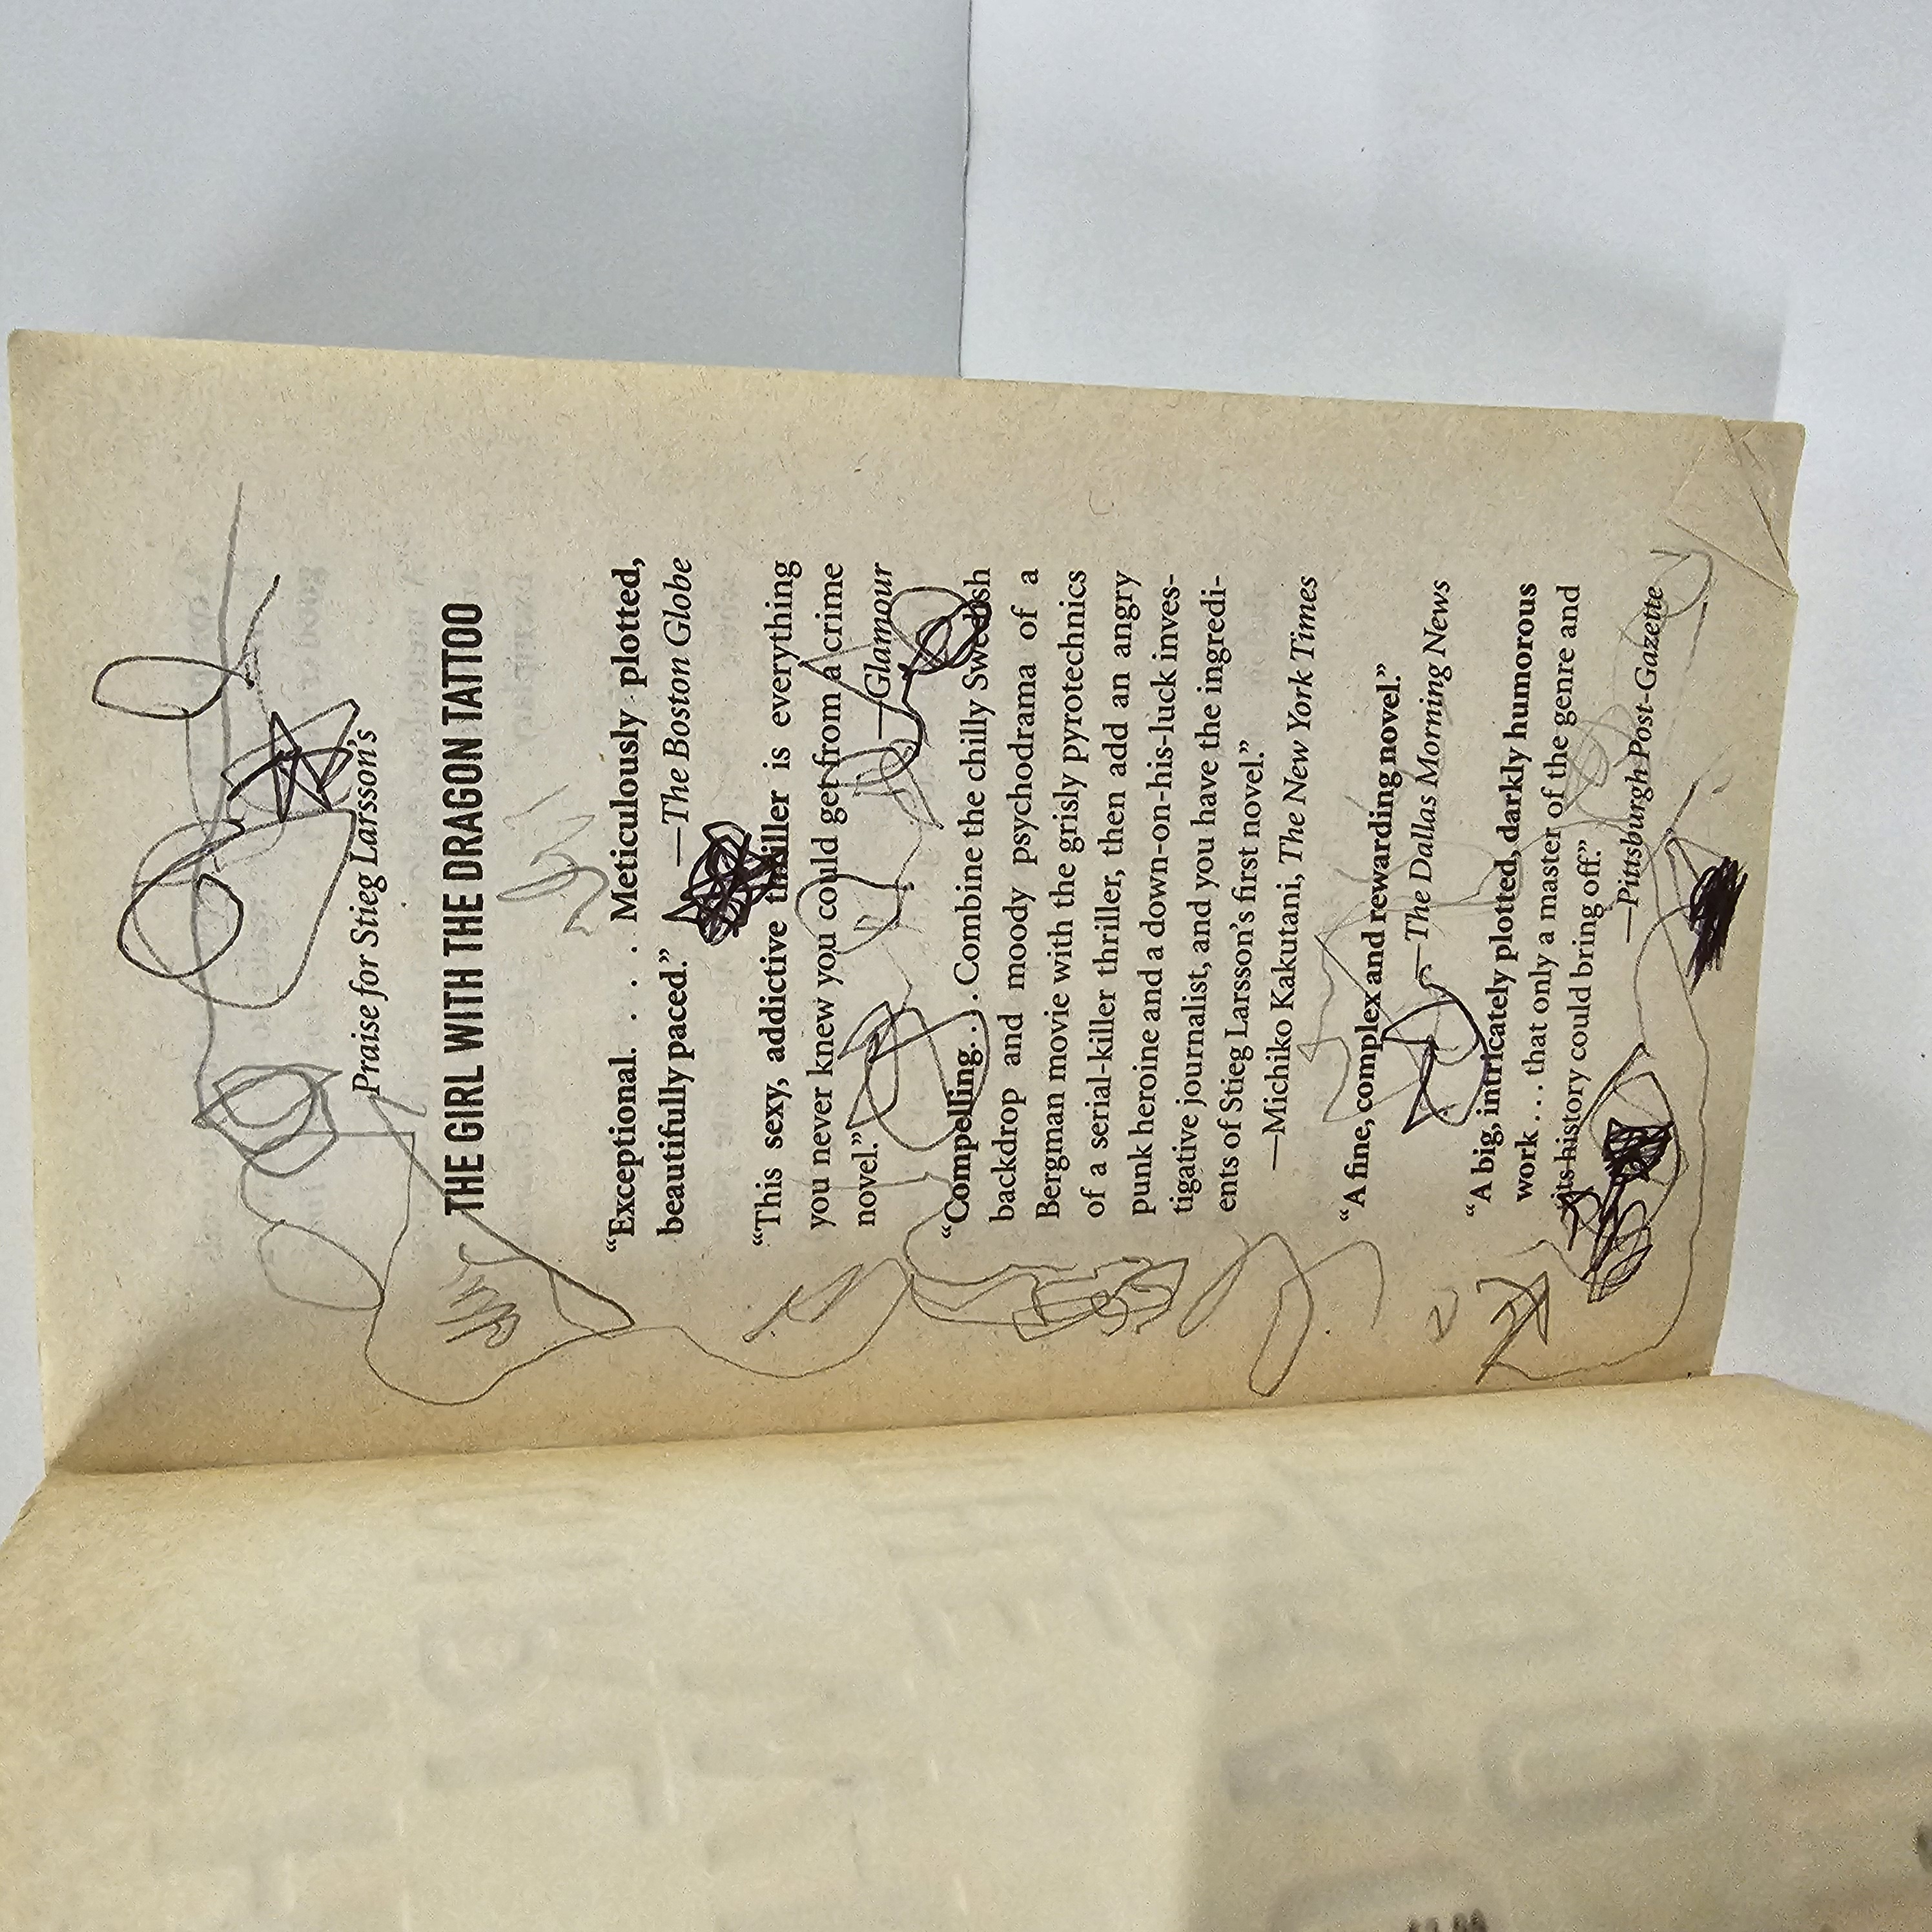 Praise for Stieg Larsson's
THE GIRL WITH THE DRAGON TATTOO
“Exceptional. . . . Meticulously plotted,
beautifully paced.” —The Boston Globe
“This sexy, addictive thriller is everything
you never knew you could get from a crime
novel.” —Glamour
“Compelling. . . . Combine the chilly Swedish
backdrop and moody psychodrama of a
Bergman movie with the grisly pyrotechnics
of a serial-killer thriller, then add an angry
punk heroine and a down-on-his-luck inves-
tigative journalist, and you have the ingredi-
ents of Stieg Larsson's first novel.”
—Michiko Kakutani, The New York Times
“A fine, complex and rewarding novel.”
—The Dallas Morning News
“A big, intricately plotted, darkly humorous
work . . . that only a master of the genre and
its history could bring off.”
—Pittsburgh Post-Gazette